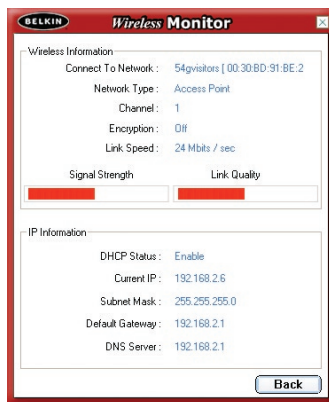 BELKIN Wireless Monitor
Wireless Information
Connect To Network : 54gvisitors [ 00:30:BD:91:BE:2
Network Type : Access Point
Channel : 1
Encryption : Off
Link Speed : 24 Mbits / sec
Signal Strength Link Quality
IP Information
DHCP Status : Enable
Current IP : 192.168.2.6
Subnet Mask : 255.255.255.0
Default Gateway : 192.168.2.1
DNS Server : 192.168.2.1
Back